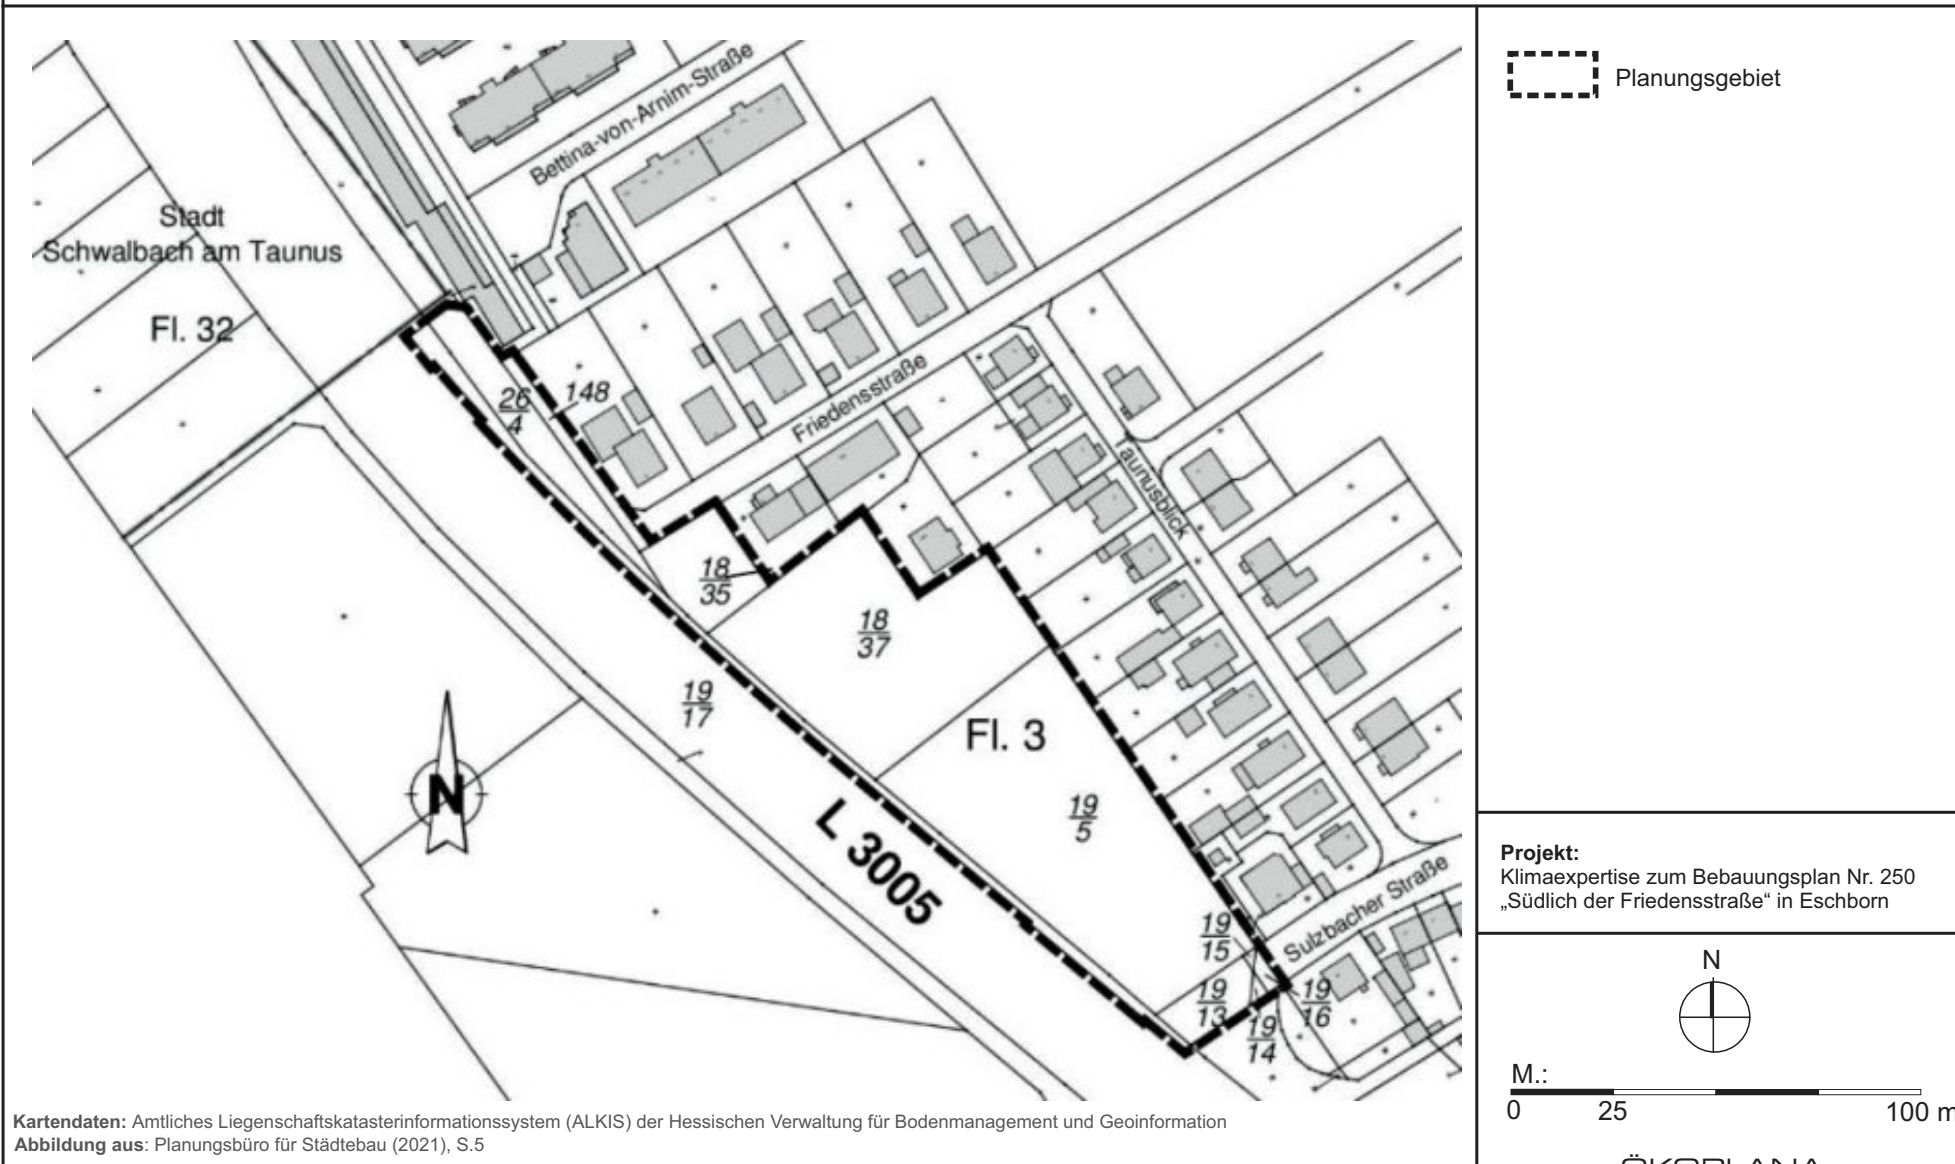 Bettina-von-Arnim-Straße
Stadt
Schwalbach am Taunus
Fl. 32
26
4
148
Friedensstraße
Taunusblick
18
35
18
37
19
17
Fl. 3
19
5
L 3005
N
Sulzbacher Straße
19
15
19
13
19
14
19
16
Kartendaten: Amtliches Liegenschaftskatasterinformationssystem (ALKIS) der Hessischen Verwaltung für Bodenmanagement und Geoinformation
Abbildung aus: Planungsbüro für Städtebau (2021), S.5
Planungsgebiet
Projekt:
Klimaexpertise zum Bebauungsplan Nr. 250
„Südlich der Friedensstraße“ in Eschborn
N
M.:
0 25 100 m
ÖKOPLANA